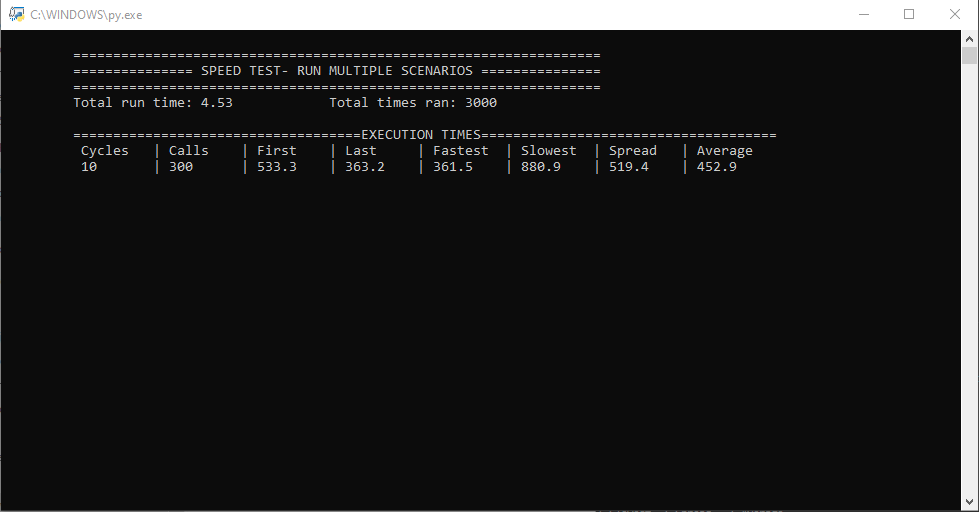 C:\WINDOWS\py.exe
==================================================================
=============== SPEED TEST- RUN MULTIPLE SCENARIOS ===============
==================================================================
Total run time: 4.53            Total times ran: 3000
====================================EXECUTION TIMES=====================================
Cycles   | Calls    | First    | Last     | Fastest  | Slowest  | Spread   | Average
10       | 300      | 533.3    | 363.2    | 361.5    | 880.9    | 519.4    | 452.9